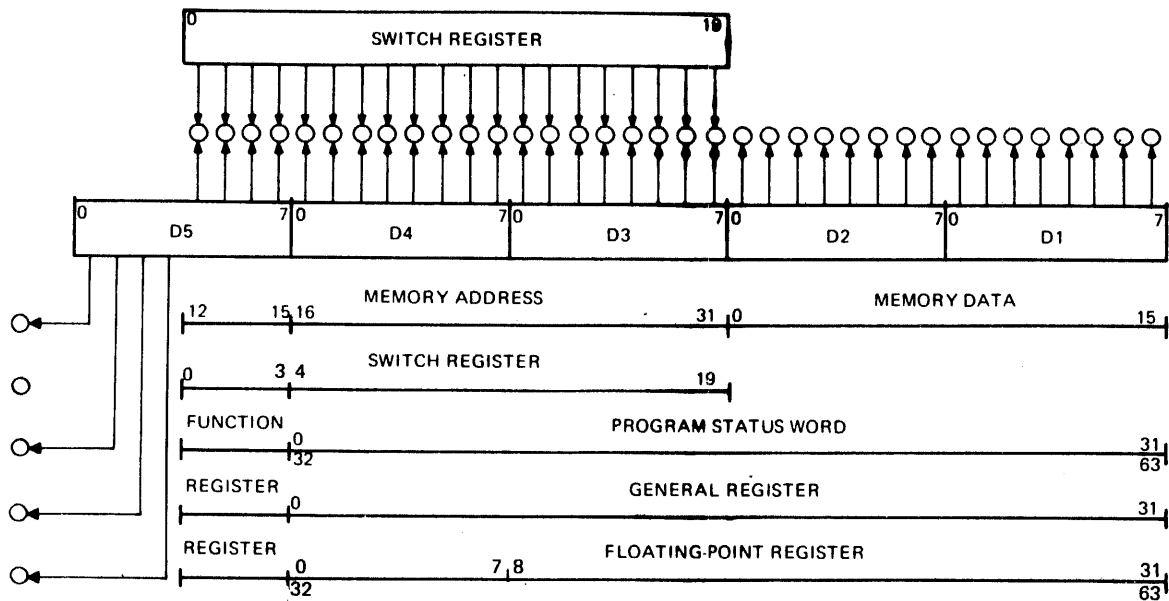 0 19
SWITCH REGISTER
0 7 0 7 0 7 0 7 0 7
D5 D4 D3 D2 D1
MEMORY ADDRESS MEMORY DATA
12 15 16 31 0 15
SWITCH REGISTER
0 3 4 19
FUNCTION PROGRAM STATUS WORD
0 31
32 63
REGISTER GENERAL REGISTER
0 31
REGISTER FLOATING-POINT REGISTER
0 7 8 31
32 63